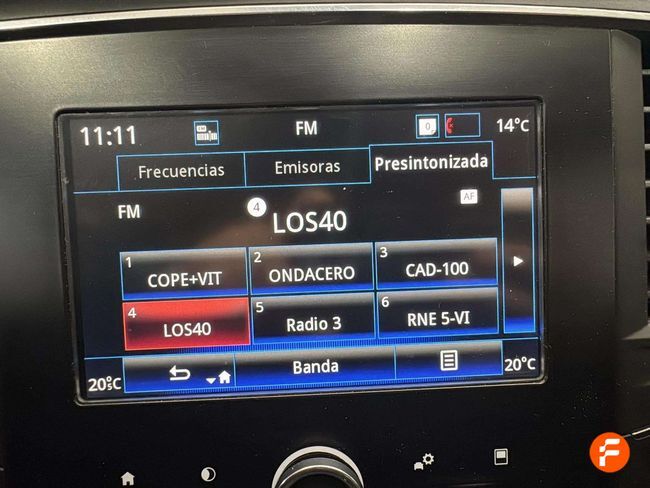 11:11 FM 0 14°C
Frecuencias Emisoras Presintonizada
FM 4 LOS40 AF
1 COPE+VIT 2 ONDACERO 3 CAD-100
4 LOS40 5 Radio 3 6 RNE 5-VI
20°C Banda 20°C